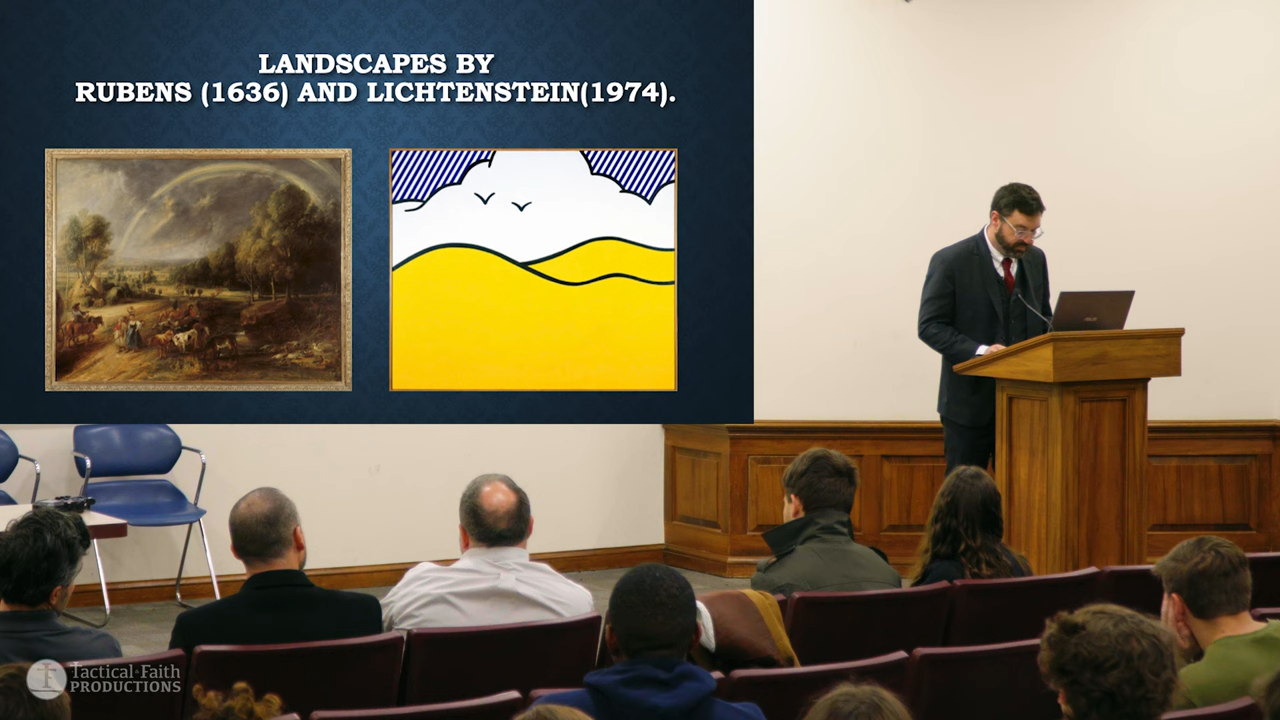 LANDSCAPES BY
RUBENS (1636) AND LICHTENSTEIN(1974).
Tactical Faith
PRODUCTIONS